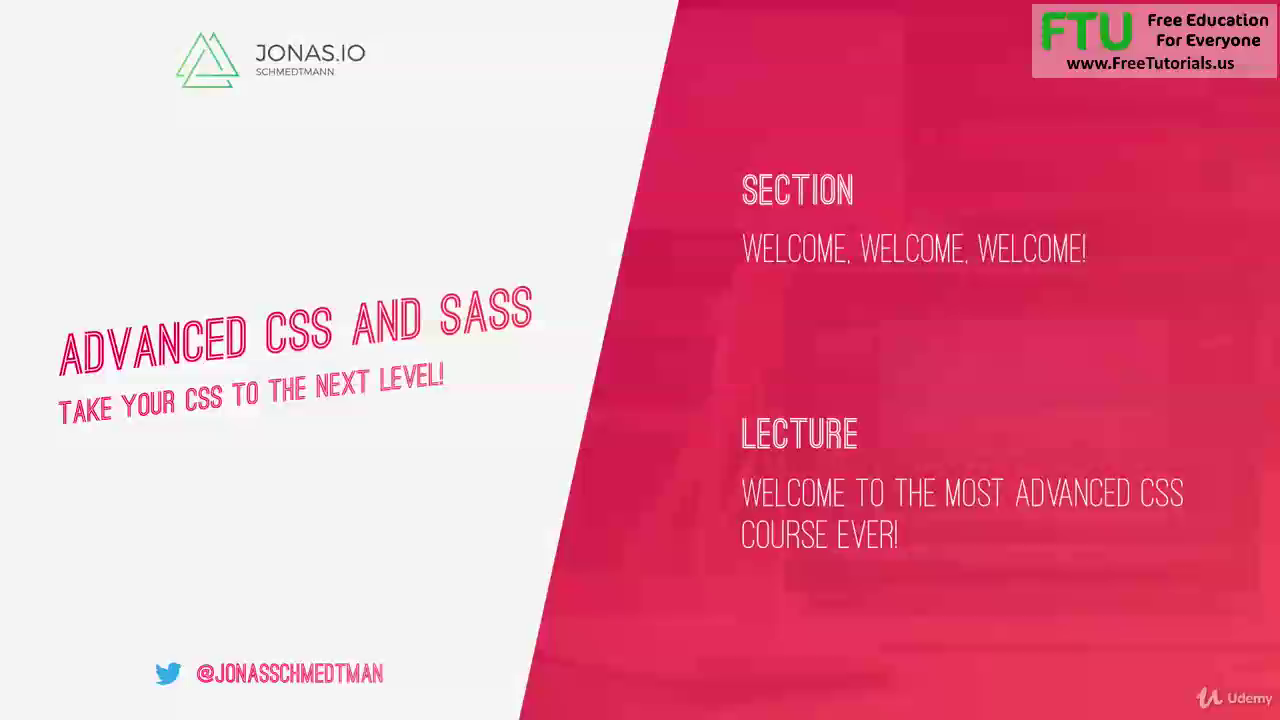 JONAS.IO
SCHMEDTMANN
FTU
Free Education
For Everyone
www.FreeTutorials.us
ADVANCED CSS AND SASS
TAKE YOUR CSS TO THE NEXT LEVEL!
SECTION
WELCOME, WELCOME, WELCOME!
LECTURE
WELCOME TO THE MOST ADVANCED CSS
COURSE EVER!
@JONASSCHMEDTMAN
Udemy